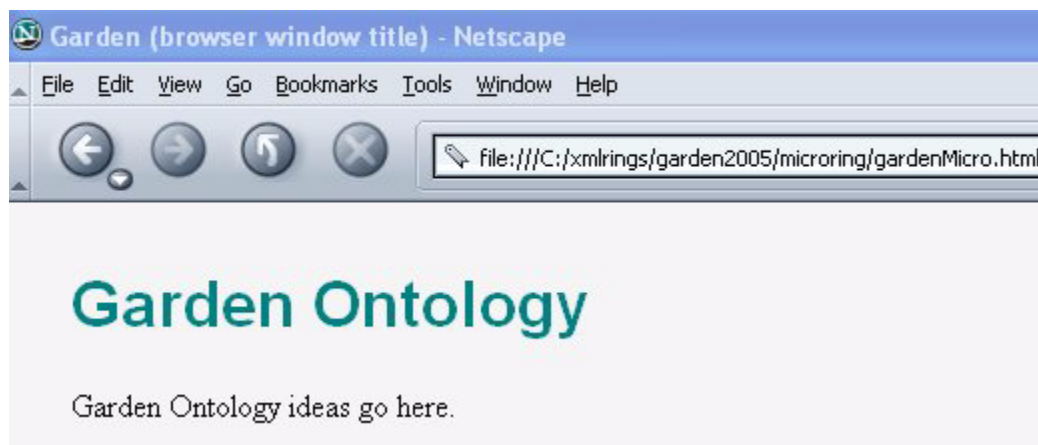 Garden (browser window title) - Netscape
File Edit View Go Bookmarks Tools Window Help
file:///C:/xmlrings/garden2005/microring/gardenMicro.html
Garden Ontology
Garden Ontology ideas go here.